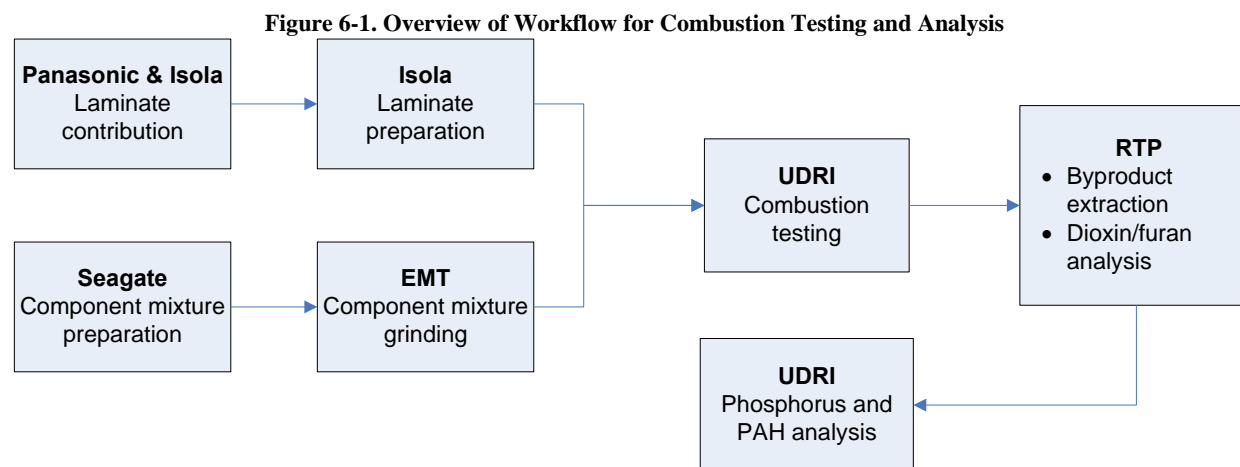 Figure 6-1. Overview of Workflow for Combustion Testing and Analysis
Panasonic & Isola
Laminate
contribution
Isola
Laminate
preparation
Seagate
Component mixture
preparation
EMT
Component mixture
grinding
UDRI
Combustion
testing
RTP
• Byproduct
extraction
• Dioxin/furan
analysis
UDRI
Phosphorus and
PAH analysis